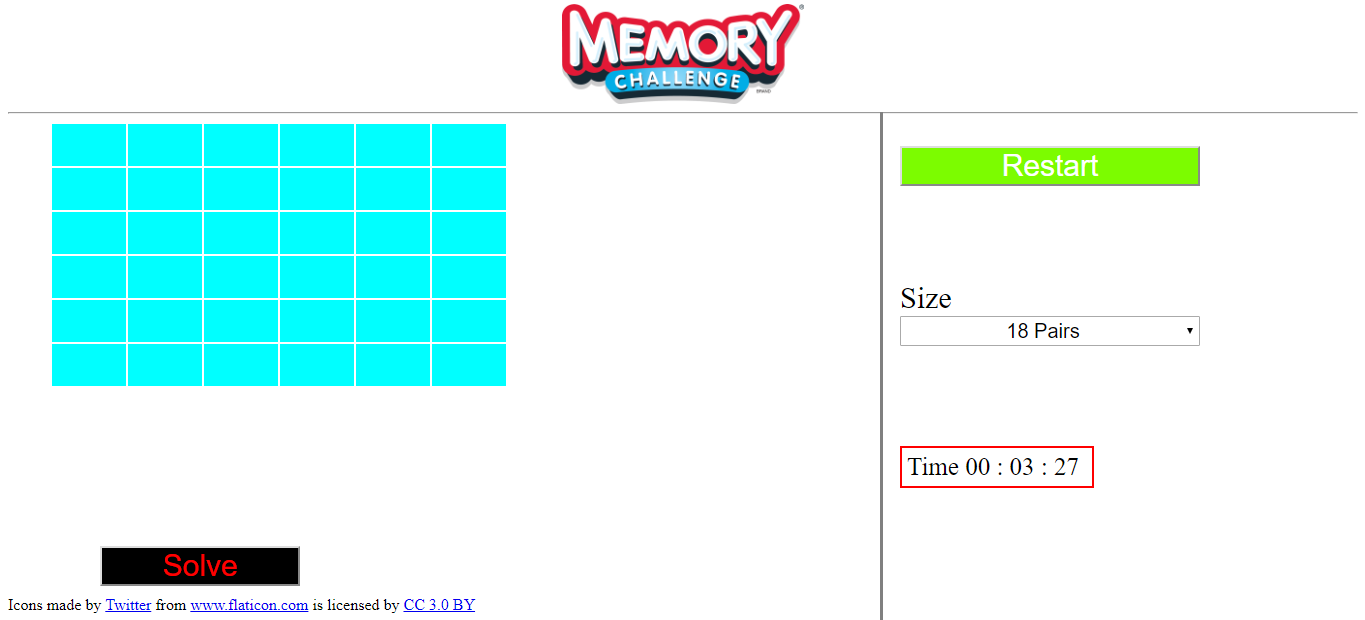 MEMORY
CHALLENGE
BRAND
Restart
Size
18 Pairs
Time 00 : 03 : 27
Solve
Icons made by Twitter from www.flaticon.com is licensed by CC 3.0 BY